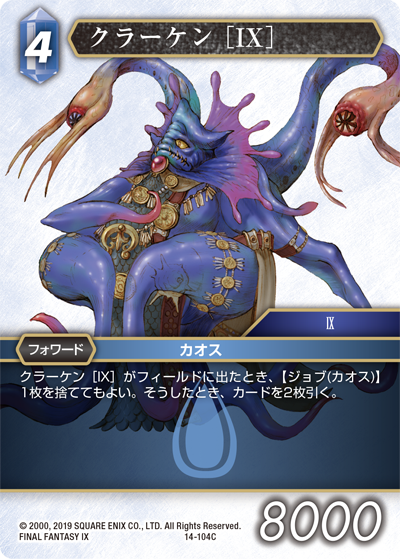 4
クラーケン［IX］
IX
フォワード
カオス
クラーケン［IX］がフィールドに出たとき、【ジョブ(カオス)】
1枚を捨ててもよい。そうしたとき、カードを2枚引く。
© 2000, 2019 SQUARE ENIX CO., LTD. All Rights Reserved.
FINAL FANTASY IX
14-104C
8000